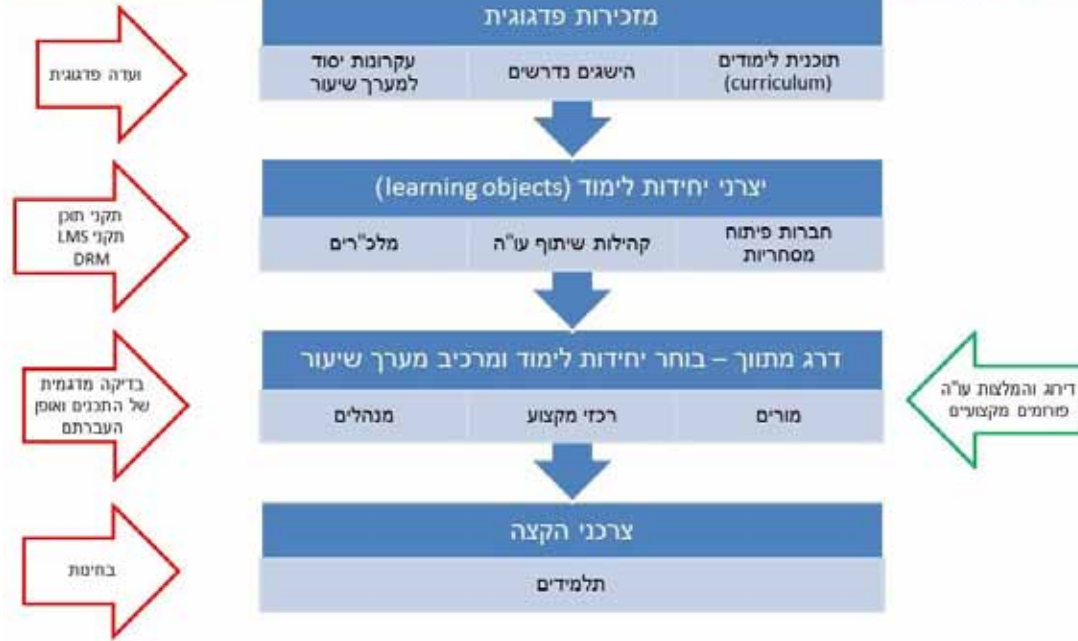 מזכירות פדגוגית
תוכנית לימודים
(curriculum)
הישגים נדרשים
עקרונות יסוד
למערך שיעור
ועדה פדגוגית
יצרני יחידות לימוד (learning objects)
חברות פיתוח
מסחריות
קהילות שיתוף עו"ה
מלכ"רים
תקני תוכן
תקני LMS
DRM
דרג מתווך – בוחר יחידות לימוד ומרכיב מערך שיעור
מורים
רכזי מקצוע
מנהלים
דירוג והמלצות עו"ה
פורומים מקצועיים
בדיקה מדגמית
של התכנים ואופן
העברתם
צרכני הקצה
תלמידים
בחינות